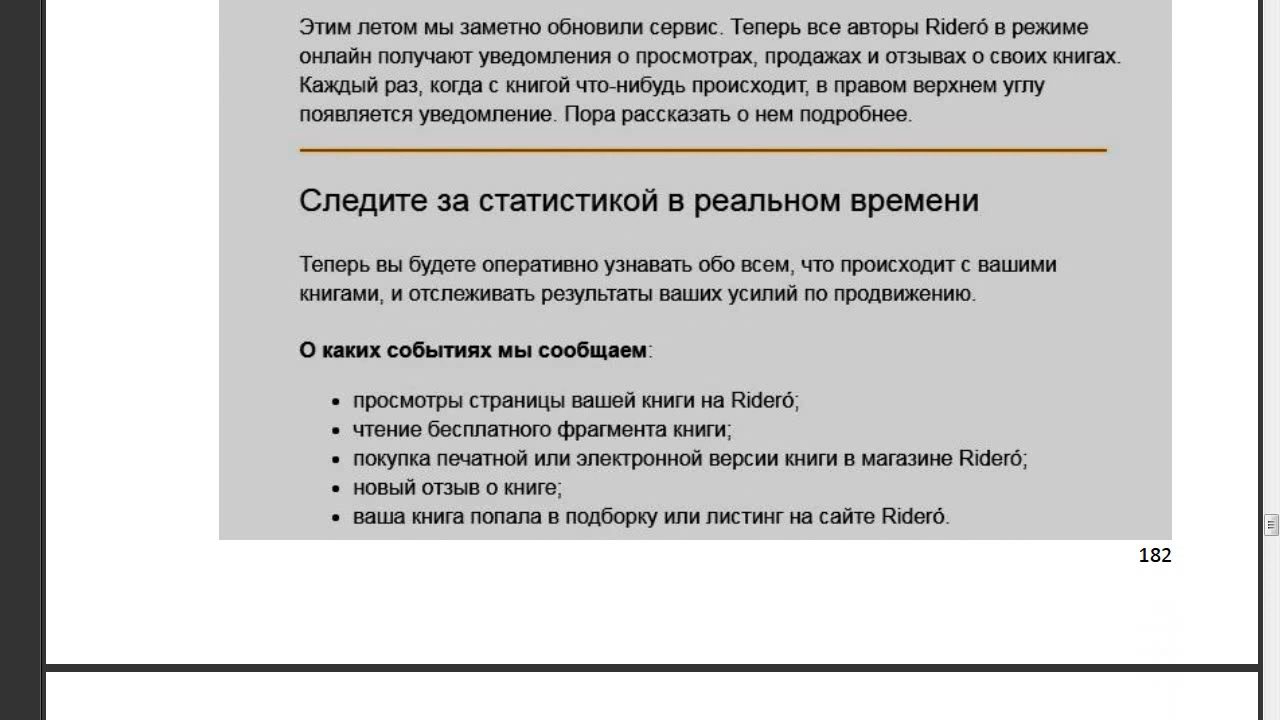 Этим летом мы заметно обновили сервис. Теперь все авторы Rideró в режиме
онлайн получают уведомления о просмотрах, продажах и отзывах о своих книгах.
Каждый раз, когда с книгой что-нибудь происходит, в правом верхнем углу
появляется уведомление. Пора рассказать о нем подробнее.
Следите за статистикой в реальном времени
Теперь вы будете оперативно узнавать обо всем, что происходит с вашими
книгами, и отслеживать результаты ваших усилий по продвижению.
О каких событиях мы сообщаем:
• просмотры страницы вашей книги на Rideró;
• чтение бесплатного фрагмента книги;
• покупка печатной или электронной версии книги в магазине Rideró;
• новый отзыв о книге;
• ваша книга попала в подборку или листинг на сайте Rideró.
182